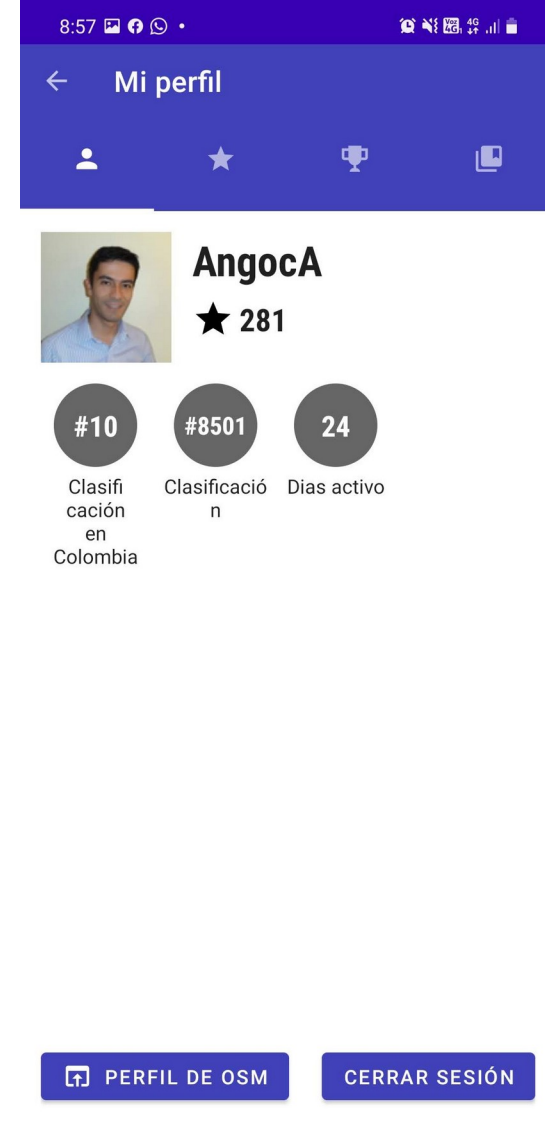 8:57
Mi perfil
AngocA
281
#10
#8501
24
Clasifi
cación
en
Colombia
Clasificació
n
Dias activo
PERFIL DE OSM
CERRAR SESIÓN